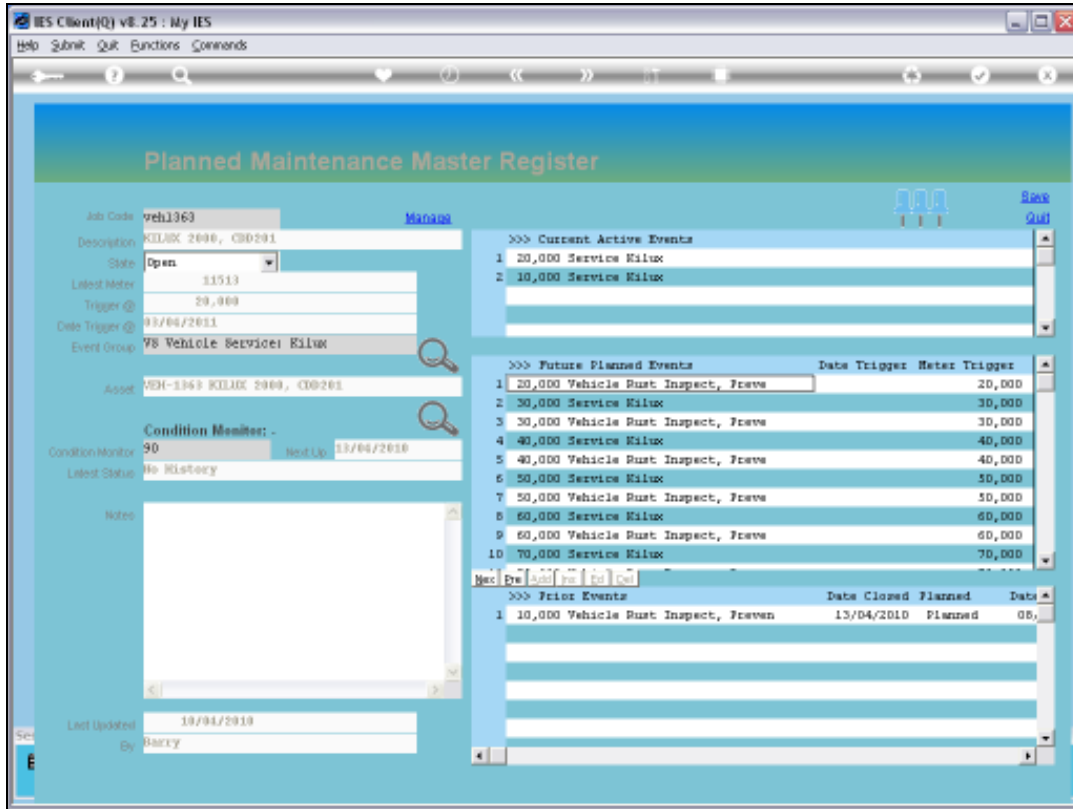 IES Client(Q) v8.25 : My IES
Help Submit Quit Functions Commands
Planned Maintenance Master Register
Save
Quit
Job Code veh1363 Manage
Description KILUX 2000, CDD201
State Open
Latest Meter 11513
Trigger @ 20,000
Date Trigger @ 03/06/2011
Event Group V8 Vehicle Service: Kilux
Asset VEH-1363 KILUX 2000, CDD201
Condition Monitor: -
Condition Monitor 90 Next Up 13/04/2010
Latest Status No History
Notes
Last Updated 10/04/2010
By Barry
>>> Current Active Events
1 20,000 Service Kilux
2 10,000 Service Kilux
>>> Future Planned Events Date Trigger Meter Trigger
1 20,000 Vehicle Rust Inspect, Preve 20,000
2 30,000 Service Kilux 30,000
3 30,000 Vehicle Rust Inspect, Preve 30,000
4 40,000 Service Kilux 40,000
5 40,000 Vehicle Rust Inspect, Preve 40,000
6 50,000 Service Kilux 50,000
7 50,000 Vehicle Rust Inspect, Preve 50,000
8 60,000 Service Kilux 60,000
9 60,000 Vehicle Rust Inspect, Preve 60,000
10 70,000 Service Kilux 70,000
Nex Pre Add Ins Ed Del
>>> Prior Events Date Closed Planned Date
1 10,000 Vehicle Rust Inspect, Preven 13/04/2010 Planned 08,